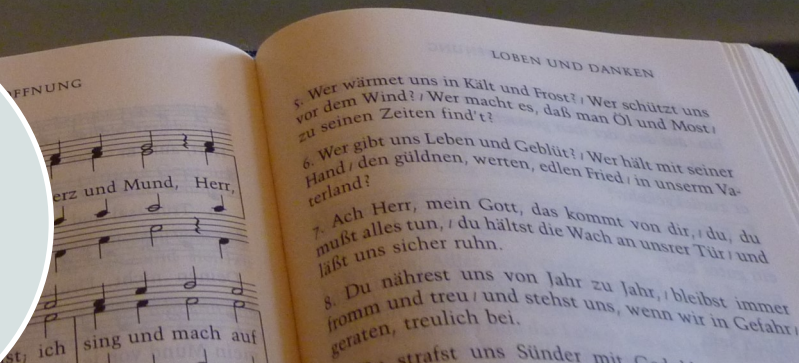 OFFNUNG
erz und Mund, Herr,
ich sing und mach auf
LOBEN UND DANKEN
5. Wer wärmet uns in Kält und Frost? / Wer schützt uns
vor dem Wind? / Wer macht es, daß man Öl und Most /
zu seinen Zeiten find't?
6. Wer gibt uns Leben und Geblüt? / Wer hält mit seiner
Hand / den güldnen, werten, edlen Fried / in unserm Va-
terland?
7. Ach Herr, mein Gott, das kommt von dir, / du, du
mußt alles tun, / du hältst die Wach an unsrer Tür / und
läßt uns sicher ruhn.
8. Du nährest uns von Jahr zu Jahr, / bleibst immer
fromm und treu / und stehst uns, wenn wir in Gefahr /
geraten, treulich bei.
strafst uns Sünder mit